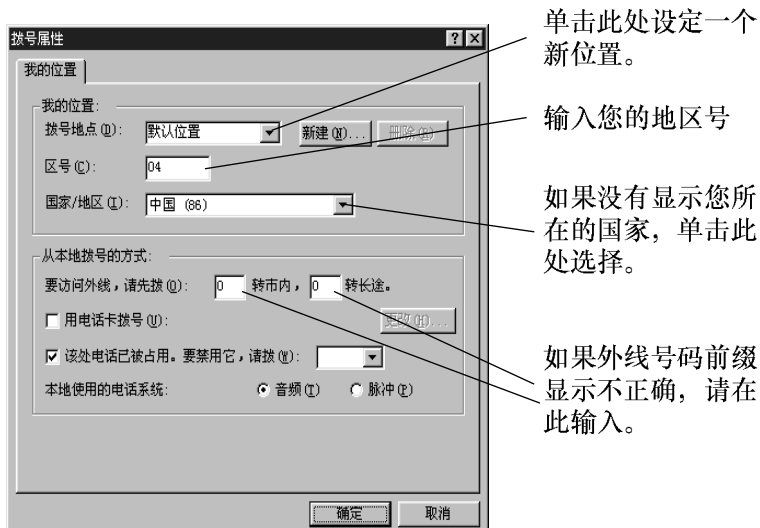 拨号属性
我的位置
我的位置:
拨号地点(D): 默认位置 新建(N)... 删除(R)
区号(C): 04
国家/地区(I): 中国 (86)
从本地拨号的方式:
要访问外线，请先拨(O): 0 转市内，0 转长途。
用电话卡拨号(U): 更改(H)...
该处电话已被占用。要禁用它，请拨(W):
本地使用的电话系统: 音频(T) 脉冲(P)
确定 取消
单击此处设定一个
新位置。
输入您的地区号
如果没有显示您所
在的国家，单击此
处选择。
如果外线号码前缀
显示不正确，请在
此输入。